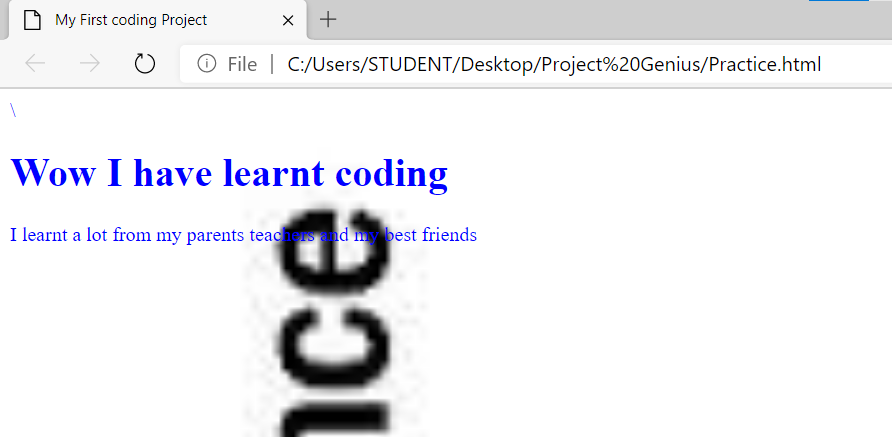 My First coding Project
File | C:/Users/STUDENT/Desktop/Project%20Genius/Practice.html
\
Wow I have learnt coding
I learnt a lot from my parents teachers and my best friends
nce